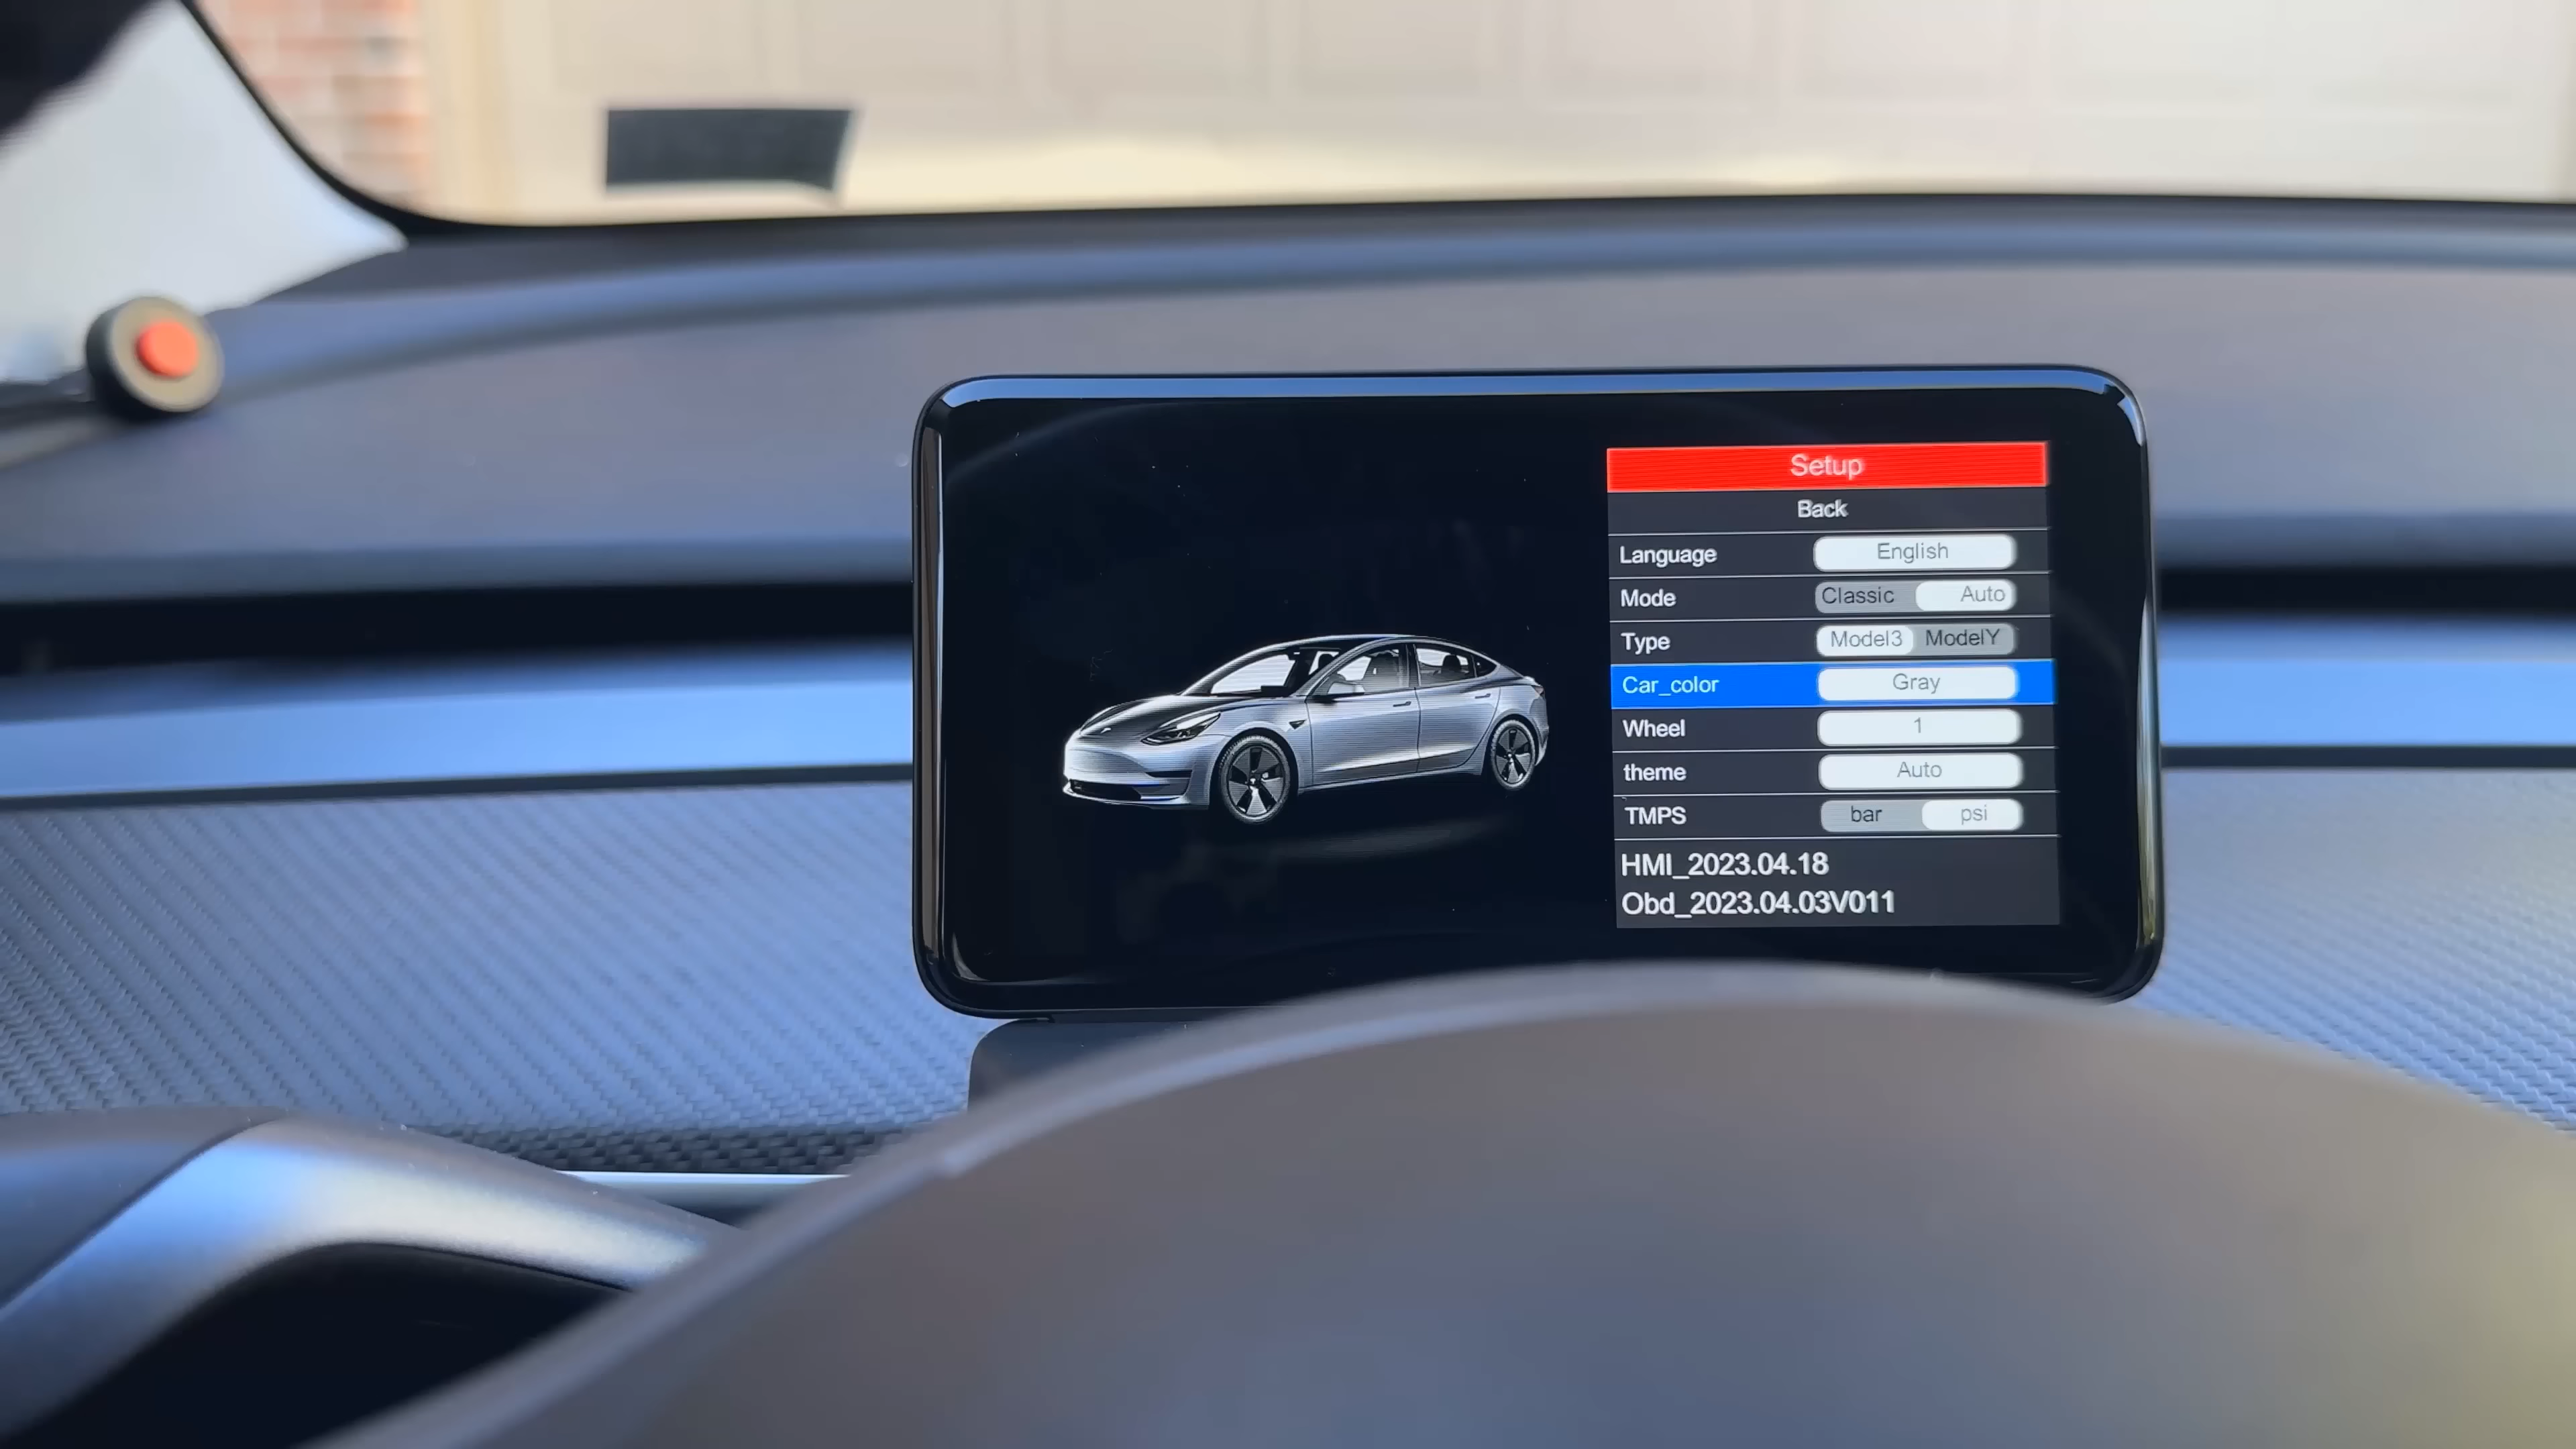 Setup
Back
Language English
Mode Classic Auto
Type Model3 ModelY
Car_color Gray
Wheel 1
theme Auto
TMPS bar psi
HMI_2023.04.18
Obd_2023.04.03V011